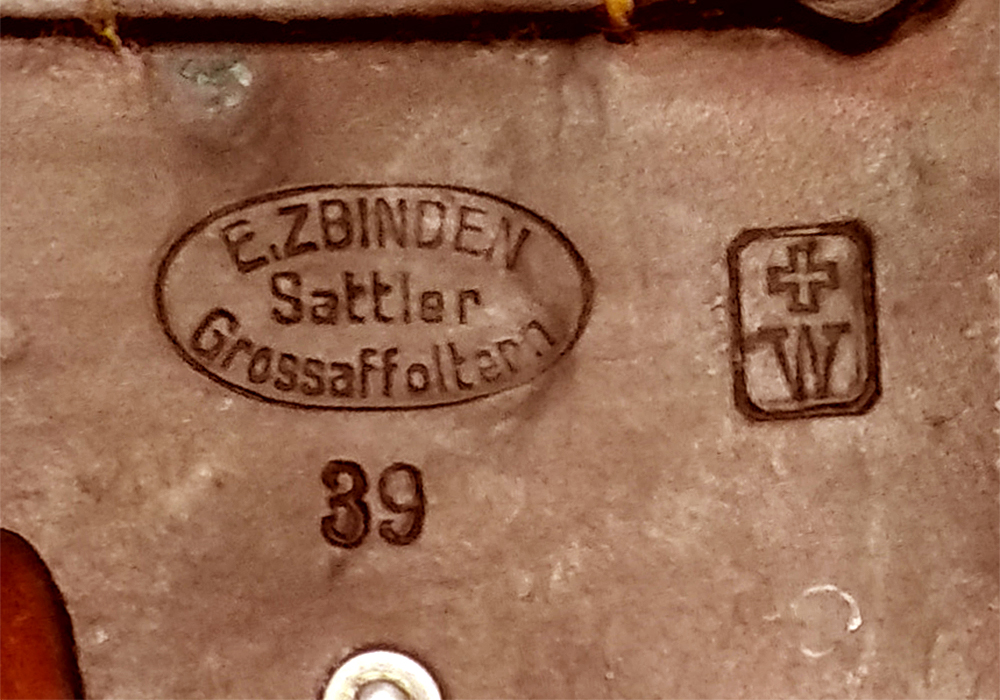 E.ZBINDEN
Sattler
Grossaffoltern
39
W